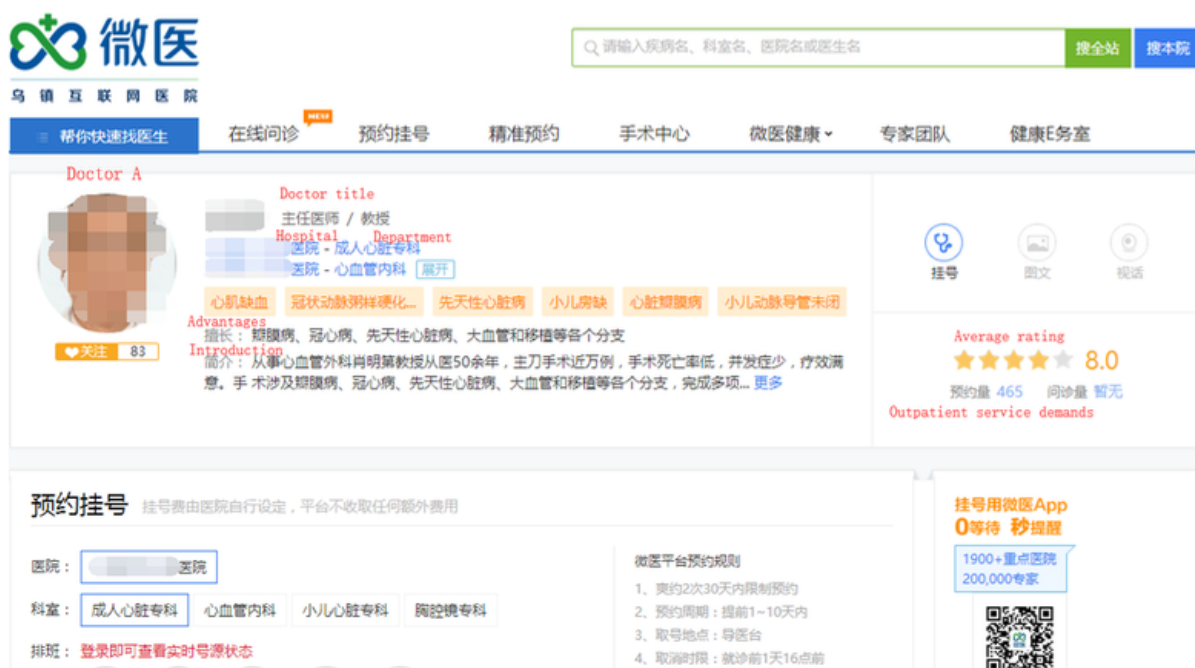 微医
乌镇互联网医院
请输入疾病名、科室名、医院名或医生名
搜全站
搜本院
帮你快速找医生
在线问诊
NEW
预约挂号
精准预约
手术中心
微医健康
专家团队
健康E务室
Doctor A
Doctor title
主任医师 / 教授
Hospital
Department
医院 - 成人心脏专科
医院 - 心血管内科 展开
心肌缺血
冠状动脉粥样硬化...
先天性心脏病
小儿房缺
心脏瓣膜病
小儿动脉导管未闭
Advantages
擅长： 瓣膜病、冠心病、先天性心脏病、大血管和移植等各个分支
Introduction
简介： 从事心血管外科肖明第教授从医50余年，主刀手术近万例，手术死亡率低，并发症少，疗效满
意。手 术涉及瓣膜病、冠心病、先天性心脏病、大血管和移植等各个分支，完成多项... 更多
关注 83
挂号
图文
视话
Average rating
8.0
预约量 465 问诊量 暂无
Outpatient service demands
预约挂号 挂号费由医院自行设定，平台不收取任何额外费用
医院： 医院
科室： 成人心脏专科 心血管内科 小儿心脏专科 胸腔镜专科
排班： 登录即可查看实时号源状态
微医平台预约规则
1、爽约2次30天内限制预约
2、预约周期：提前1~10天内
3、取号地点：导医台
4、取消时限：就诊前1天16点前
挂号用微医App
0等待 秒提醒
1900+重点医院
200,000专家